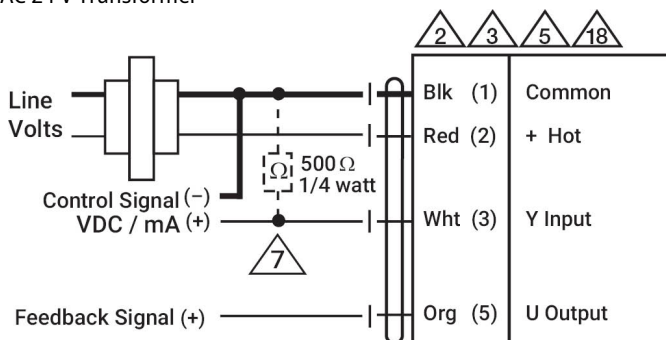 AC 24 V Transformer
2 3 5 18
Line
Volts
Blk (1) Common
Red (2) + Hot
Ω 500 Ω
1/4 watt
Control Signal (−)
VDC / mA (+)
Wht (3) Y Input
7
Feedback Signal (+)
Org (5) U Output